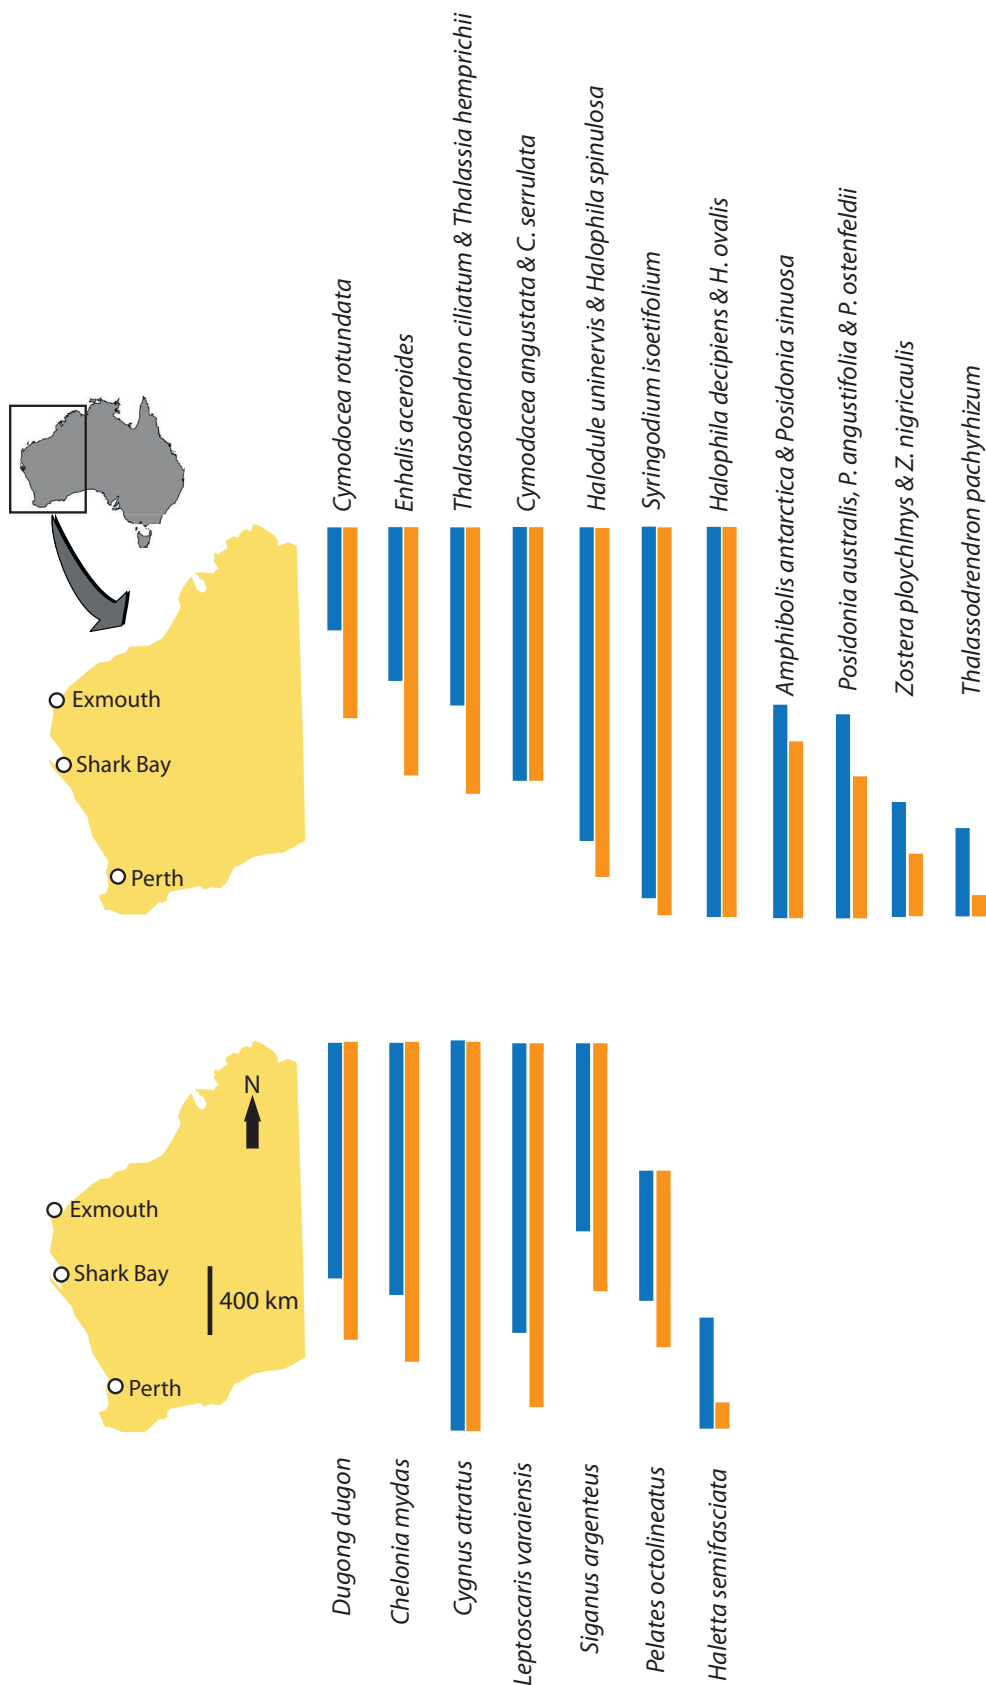 Cymodocea rotundata
Enhalis aceroides
Thalasodendron ciliatum & Thalassia hemprichii
Cymodacea angustata & C. serrulata
Halodule uninervis & Halophila spinulosa
Syringodium isoetifolium
Halophila decipiens & H. ovalis
Amphibolis antarctica & Posidonia sinuosa
Posidonia australis, P. angustifolia & P. ostenfeldii
Zostera ploychlmys & Z. nigricaulis
Thalassodrendron pachyrhizum
Exmouth
Shark Bay
Perth
N
Exmouth
Shark Bay
400 km
Perth
Dugong dugon
Chelonia mydas
Cygnus atratus
Leptoscaris varaiensis
Siganus argenteus
Pelates octolineatus
Haletta semifasciata